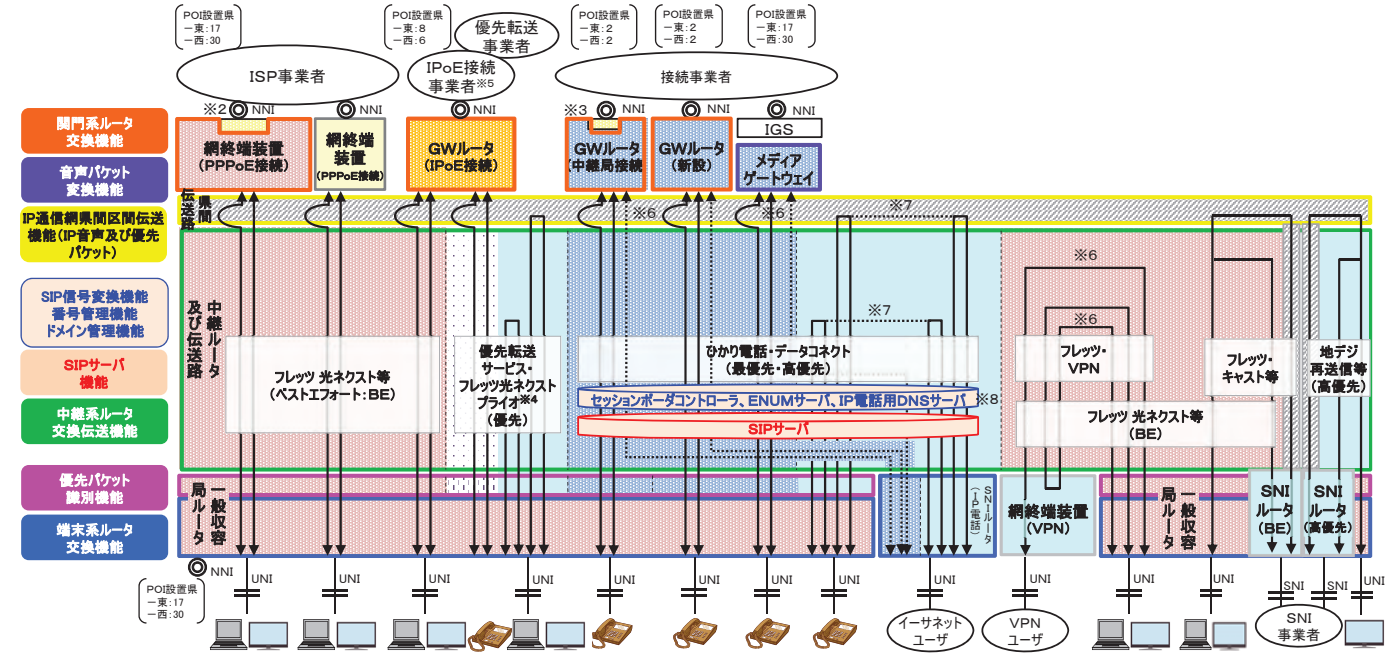 POI設置県
ー東:17
ー西:30
POI設置県
ー東:8
ー西:6
優先転送
事業者
POI設置県
ー東:2
ー西:2
POI設置県
ー東:2
ー西:2
POI設置県
ー東:17
ー西:30
ISP事業者
IPoE接続
事業者※5
接続事業者
※2
NNI
NNI
NNI
※3
NNI
NNI
NNI
関門系ルータ
交換機能
網終端装置
(PPPoE接続)
網終端
装置
(PPPoE接続)
GWルータ
(IPoE接続)
GWルータ
(中継局接続
GWルータ
(新設)
IGS
メディア
ゲートウェイ
音声パケット
変換機能
県間
伝送路
IP通信網県間区間伝送
機能(IP音声及び優先
パケット)
※6
※6
※7
※6
※7
※6
SIP信号変換機能
番号管理機能
ドメイン管理機能
中継ルータ
及び伝送路
SIPサーバ
機能
フレッツ 光ネクスト等
(ベストエフォート:BE)
優先転送
サービス・
フレッツ光ネクスト
プライオ※4
(優先)
ひかり電話・データコネクト
(最優先・高優先)
フレッツ・
VPN
フレッツ・
キャスト等
地デジ
再送信等
(高優先)
セッションボーダコントローラ、ENUMサーバ、IP電話用DNSサーバ
※8
SIPサーバ
フレッツ 光ネクスト等
(BE)
中継系ルータ
交換伝送機能
優先パケット
識別機能
一般収容
局ルータ
SNIルータ
(IP電話)
網終端装置
(VPN)
一般収容
局ルータ
SNI
ルータ
(BE)
SNI
ルータ
(高優先)
端末系ルータ
交換機能
NNI
POI設置県
ー東:17
ー西:30
UNI
UNI
UNI
UNI
UNI
UNI
UNI
UNI
UNI
UNI
UNI
UNI
SNI
SNI
UNI
イーサネット
ユーザ
VPN
ユーザ
SNI
事業者